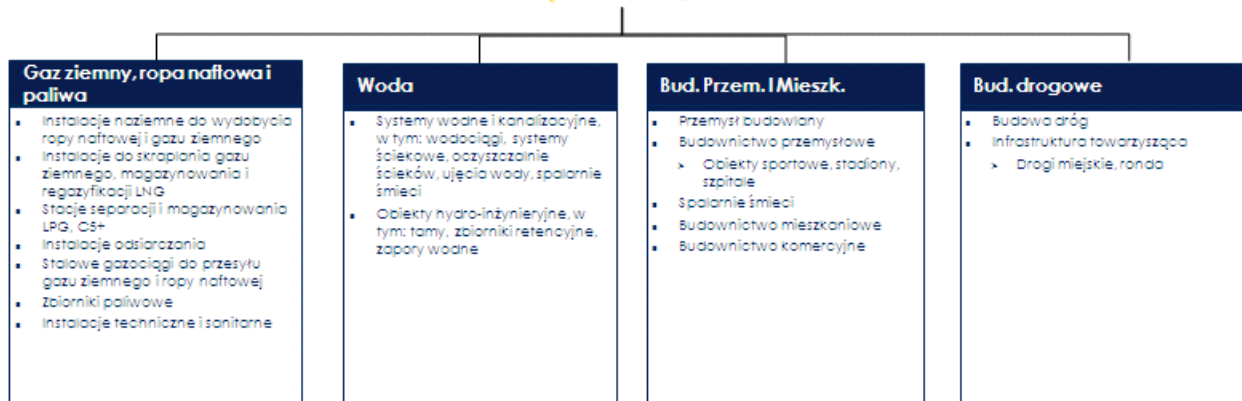 Gaz ziemny, ropa naftowa i
paliwa
Instalacje naziemne do wydobycia
ropy naftowej i gazu ziemnego
Instalacje do skraplania gazu
ziemnego, magazynowania i
regazyfikacji LNG
Stacje separacji i magazynowania
LPG, C5+
Instalacje odsiarczania
Stalowe gazociągi do przesyłu
gazu ziemnego i ropy naftowej
Zbiorniki paliwowe
Instalacje techniczne i sanitarne
Woda
Systemy wodne i kanalizacyjne,
w tym: wodociągi, systemy
ściekowe, oczyszczalnie
ścieków, ujęcia wody, spalarnie
śmieci
Obiekty hydro-inżynieryjne, w
tym: tamy, zbiorniki retencyjne,
zapory wodne
Bud. Przem. I Mieszk.
Przemysł budowlany
Budownictwo przemysłowe
Obiekty sportowe, stadiony,
szpitale
Spalarnie śmieci
Budownictwo mieszkaniowe
Budownictwo komercyjne
Bud. drogowe
Budowa dróg
Infrastruktura towarzysząca
Drogi miejskie, ronda